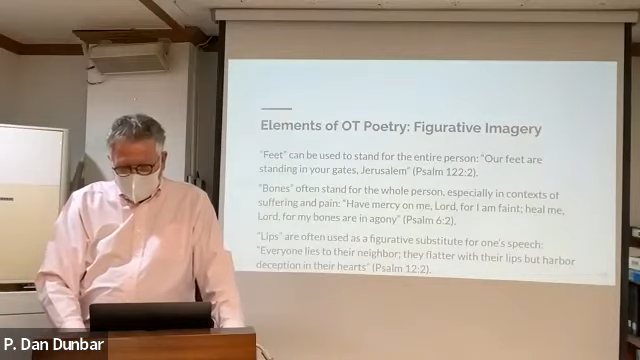 Elements of OT Poetry: Figurative Imagery
"Feet" can be used to stand for the entire person: "Our feet are
standing in your gates, Jerusalem" (Psalm 122:2).
"Bones" often stand for the whole person, especially in contexts of
suffering and pain: "Have mercy on me, Lord, for I am faint; heal me,
Lord, for my bones are in agony" (Psalm 6:2).
"Lips" are often used as a figurative substitute for one's speech:
"Everyone lies to their neighbor; they flatter with their lips but harbor
deception in their hearts" (Psalm 12:2).
P. Dan Dunbar